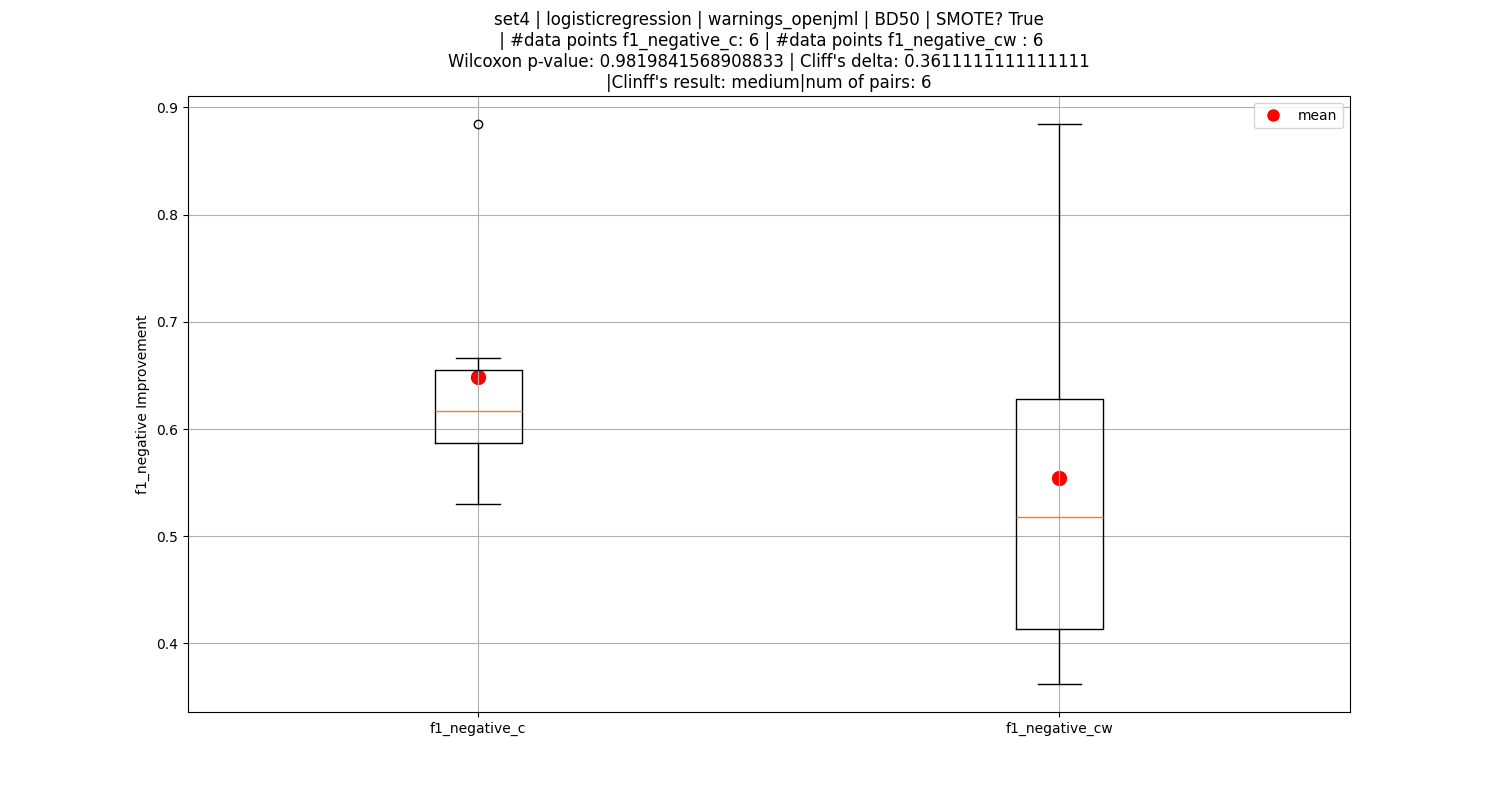 set4 | logisticregression | warnings_openjml | BD50 | SMOTE? True
| #data points f1_negative_c: 6 | #data points f1_negative_cw : 6
Wilcoxon p-value: 0.9819841568908833 | Cliff's delta: 0.3611111111111111
|Clinff's result: medium|num of pairs: 6
mean
0.9
0.8
0.7
0.6
0.5
0.4
f1_negative Improvement
f1_negative_c
f1_negative_cw